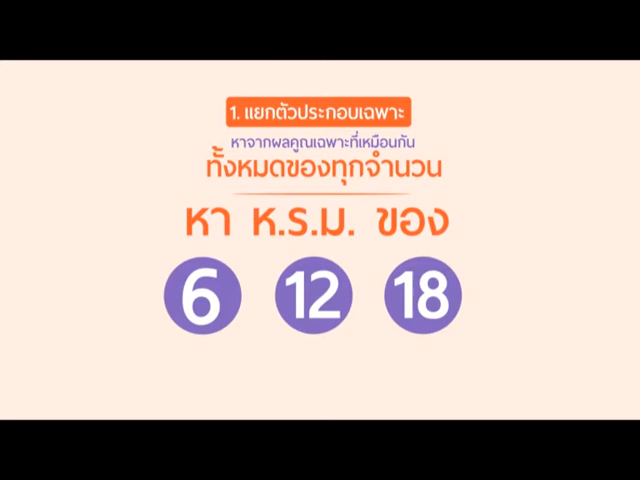 1. แยกตัวประกอบเฉพาะ
หาจากผลคูณเฉพาะที่เหมือนกัน
ทั้งหมดของทุกจำนวน
หา ห.ร.ม. ของ
6 12 18